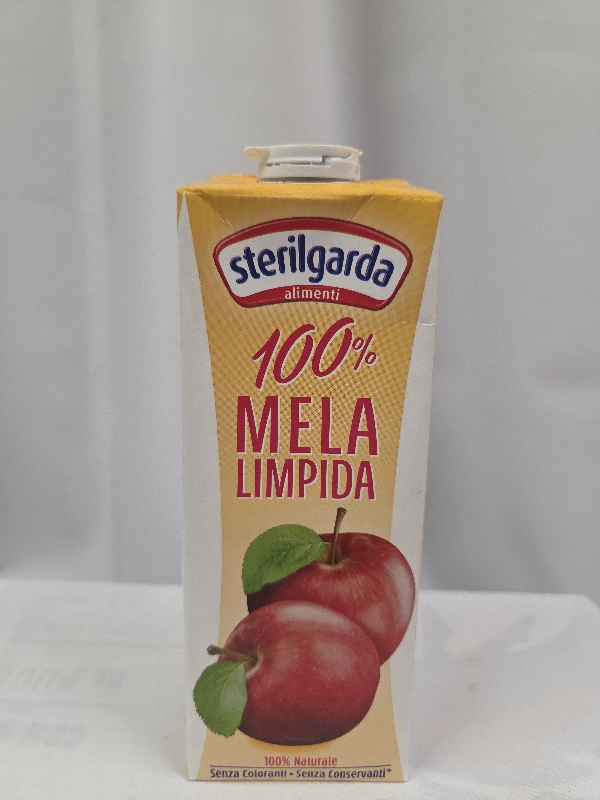 sterilgarda
alimenti
100%
MELA
LIMPIDA
100% Naturale
Senza Coloranti • Senza Conservanti*